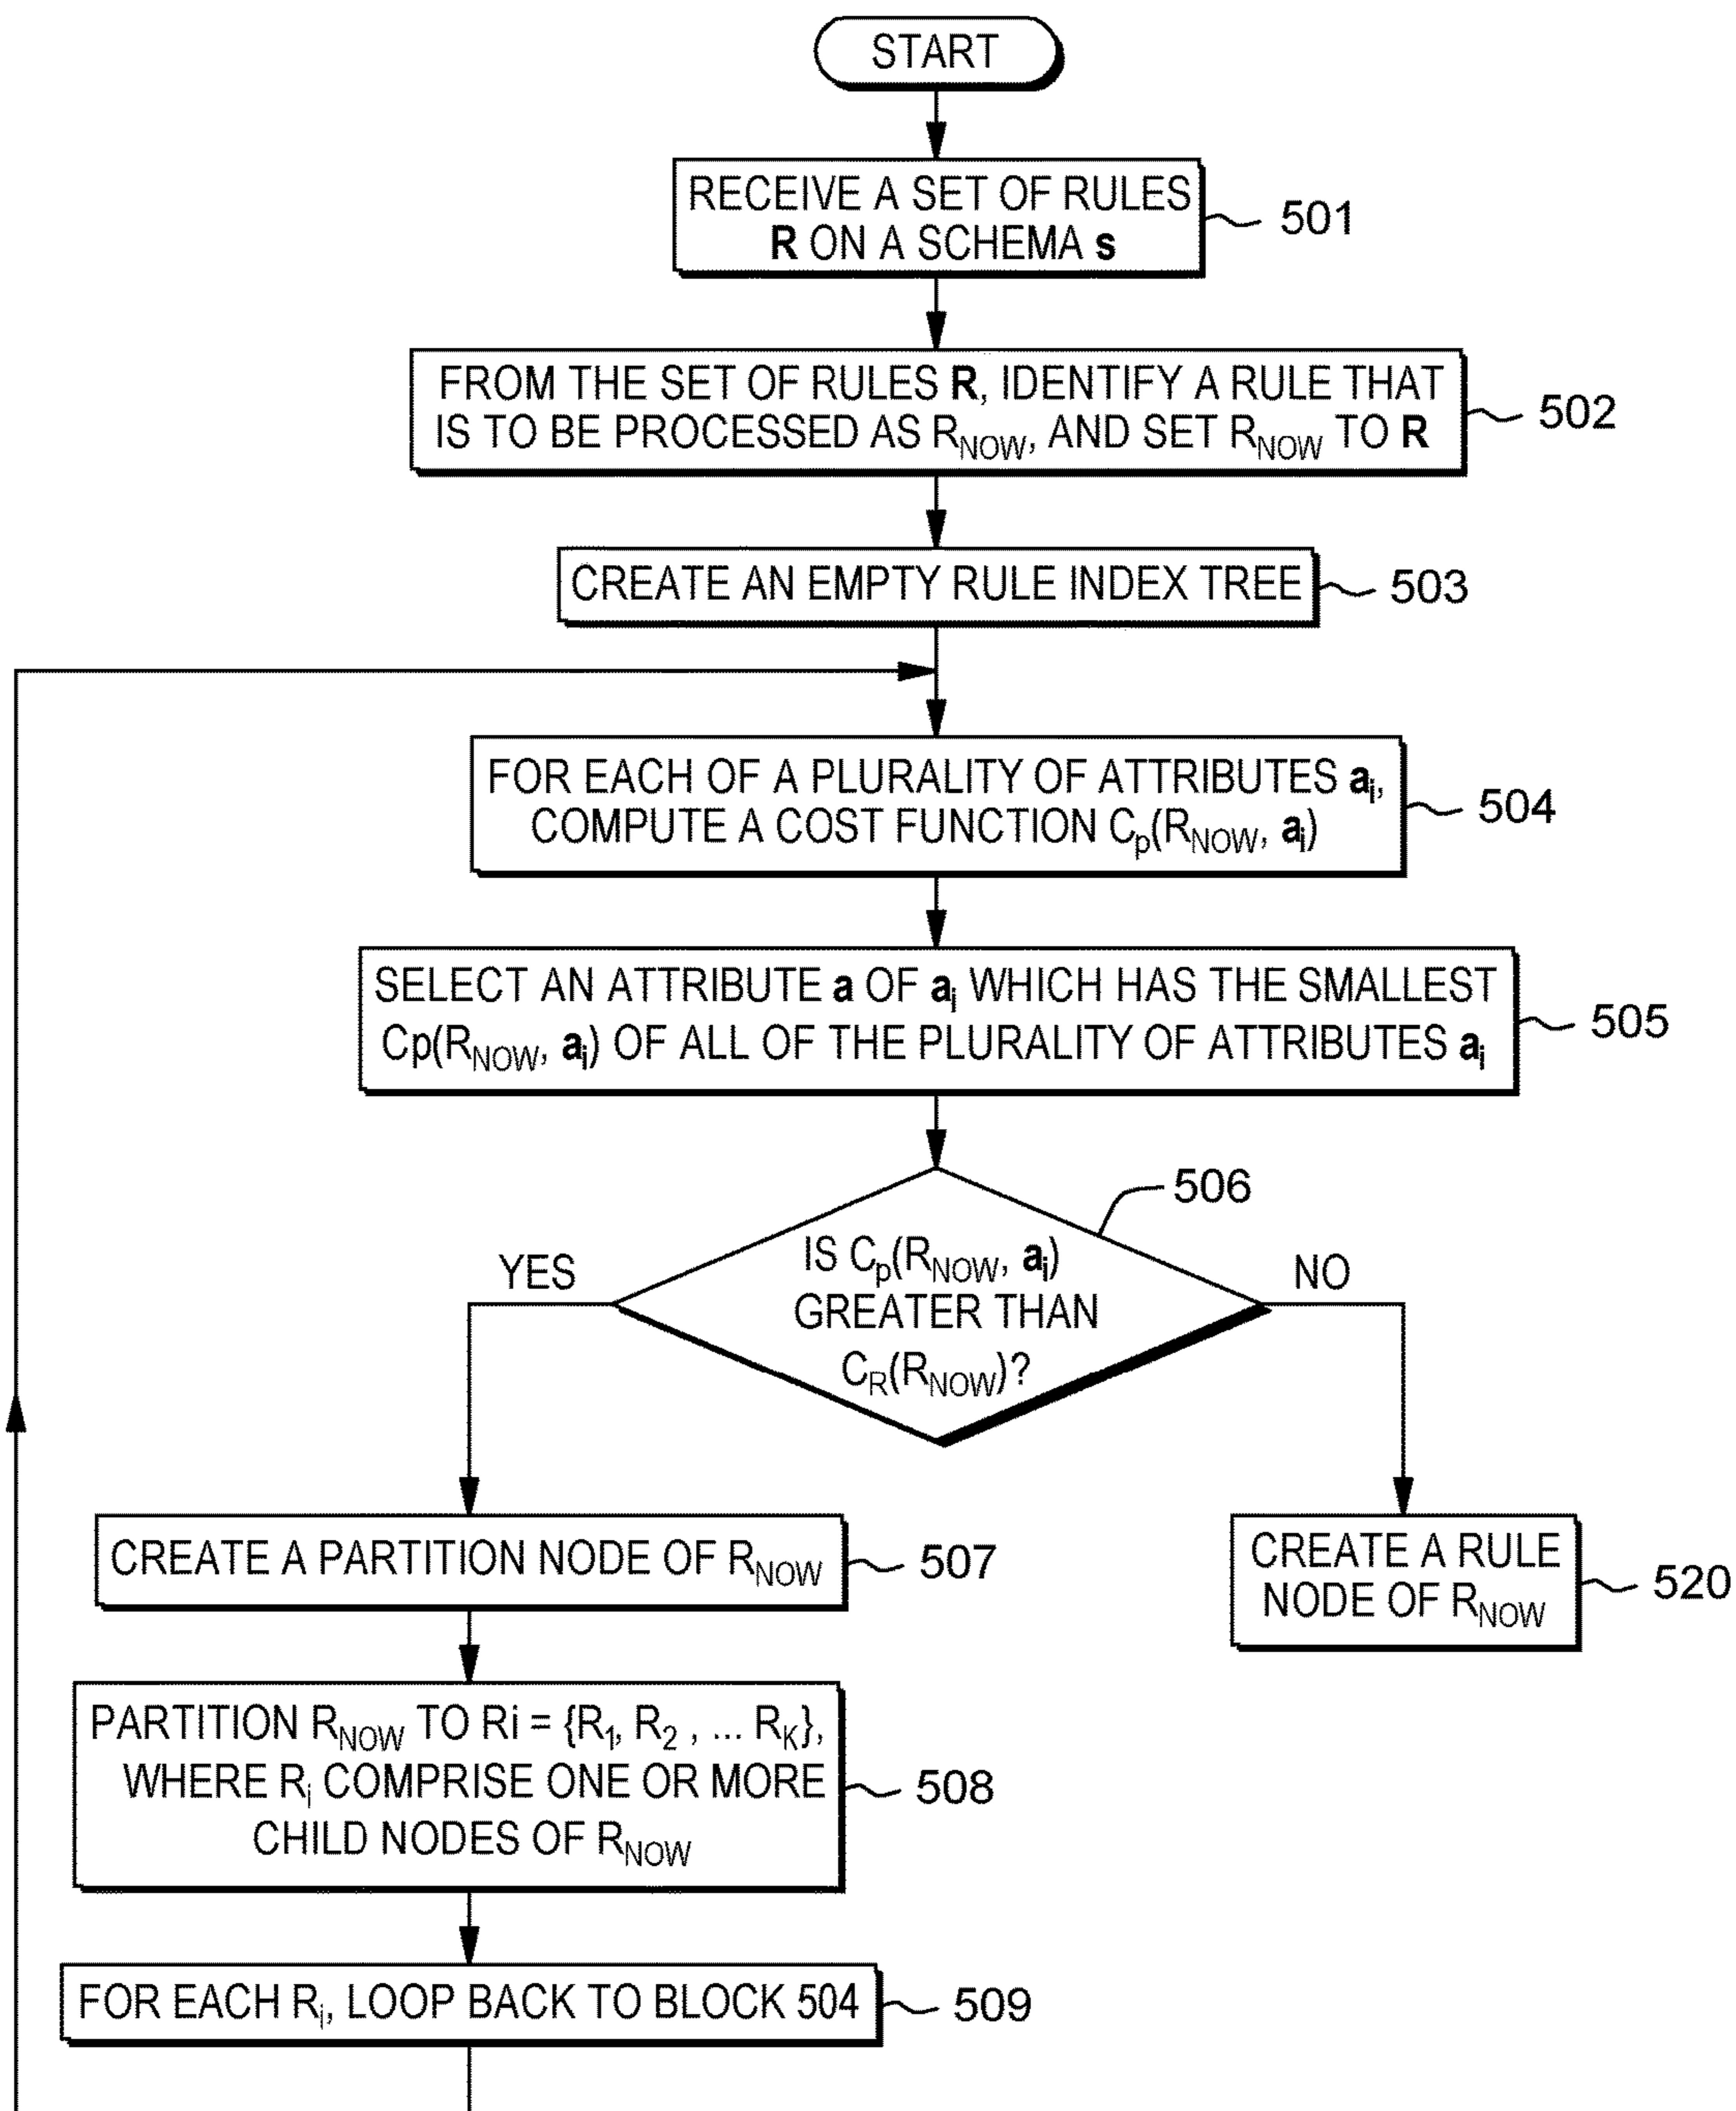 START
RECEIVE A SET OF RULES
R ON A SCHEMA s
501
FROM THE SET OF RULES R, IDENTIFY A RULE THAT
IS TO BE PROCESSED AS RNOW, AND SET RNOW TO R
502
CREATE AN EMPTY RULE INDEX TREE
503
FOR EACH OF A PLURALITY OF ATTRIBUTES ai,
COMPUTE A COST FUNCTION Cp(RNOW, ai)
504
SELECT AN ATTRIBUTE a OF ai WHICH HAS THE SMALLEST
Cp(RNOW, ai) OF ALL OF THE PLURALITY OF ATTRIBUTES ai
505
506
IS Cp(RNOW, ai)
GREATER THAN
CR(RNOW)?
YES
NO
CREATE A PARTITION NODE OF RNOW
507
CREATE A RULE
NODE OF RNOW
520
PARTITION RNOW TO Ri = {R1, R2 , ... RK},
WHERE Ri COMPRISE ONE OR MORE
CHILD NODES OF RNOW
508
FOR EACH Ri, LOOP BACK TO BLOCK 504
509